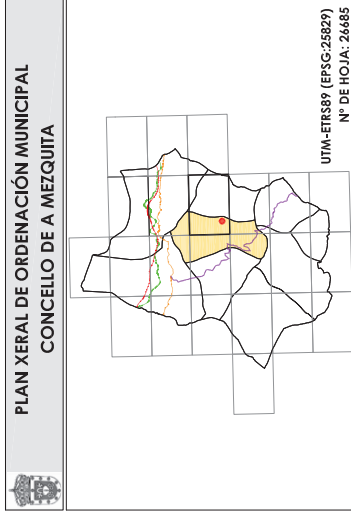 PLAN XERAL DE ORDENACIÓN MUNICIPAL
CONCELLO DE A MEZQUITA
UTM-ETRS89 (EPSG:25829)
Nº DE HOJA: 26685